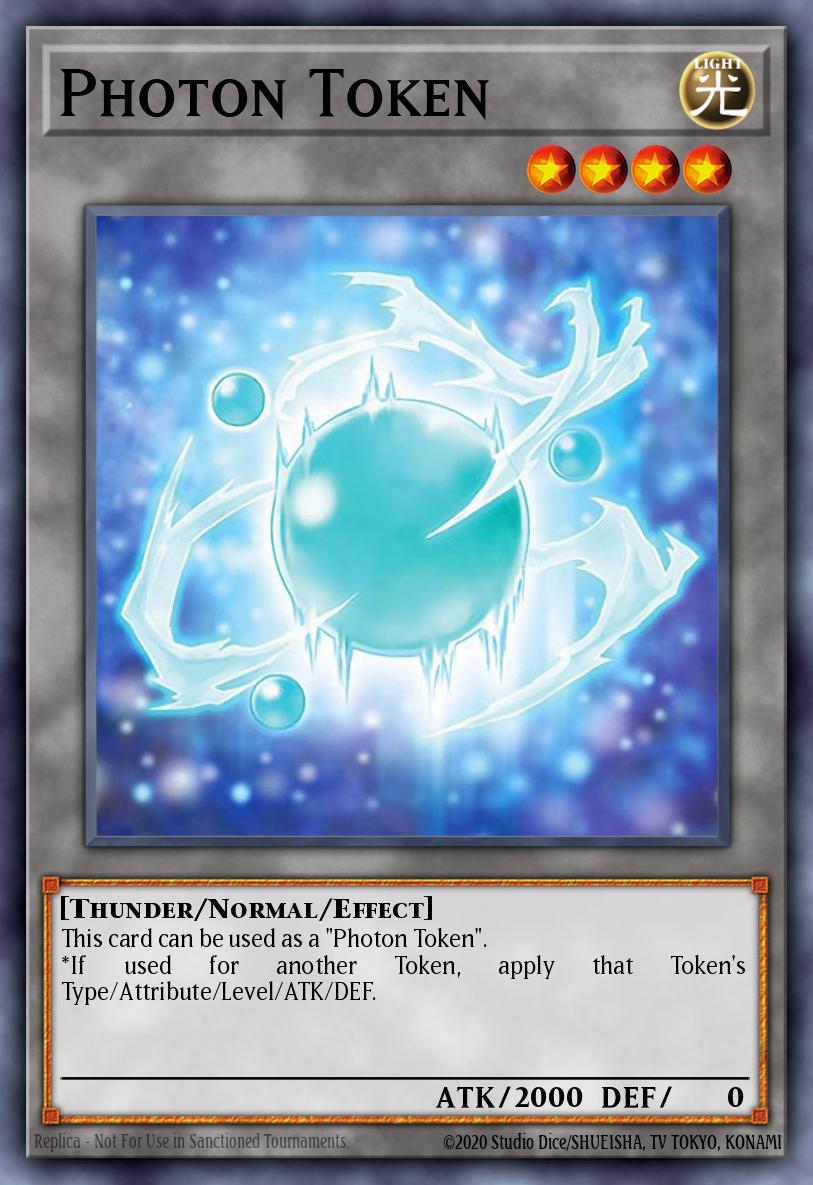 Photon Token
LIGHT
光
[Thunder/Normal/Effect]
This card can be used as a "Photon Token".
*If used for another Token, apply that Token's
Type/Attribute/Level/ATK/DEF.
ATK/2000 DEF/ 0
Replica - Not For Use in Sanctioned Tournaments.
©2020 Studio Dice/SHUEISHA, TV TOKYO, KONAMI